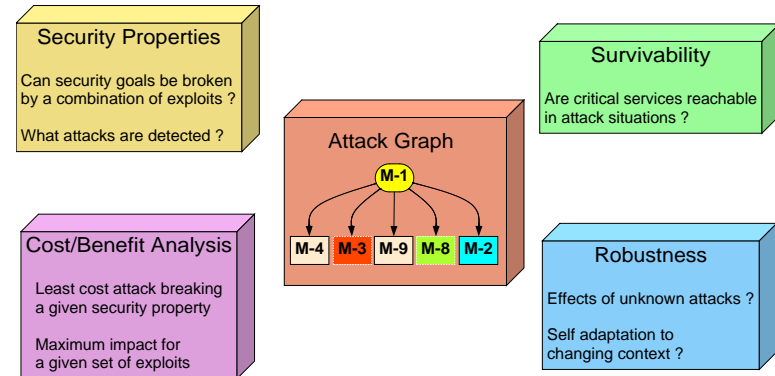 Security Properties
Can security goals be broken
by a combination of exploits ?
What attacks are detected ?
Survivability
Are critical services reachable
in attack situations ?
Attack Graph
M-1
M-4 M-3 M-9 M-8 M-2
Cost/Benefit Analysis
Least cost attack breaking
a given security property
Maximum impact for
a given set of exploits
Robustness
Effects of unknown attacks ?
Self adaptation to
changing context ?